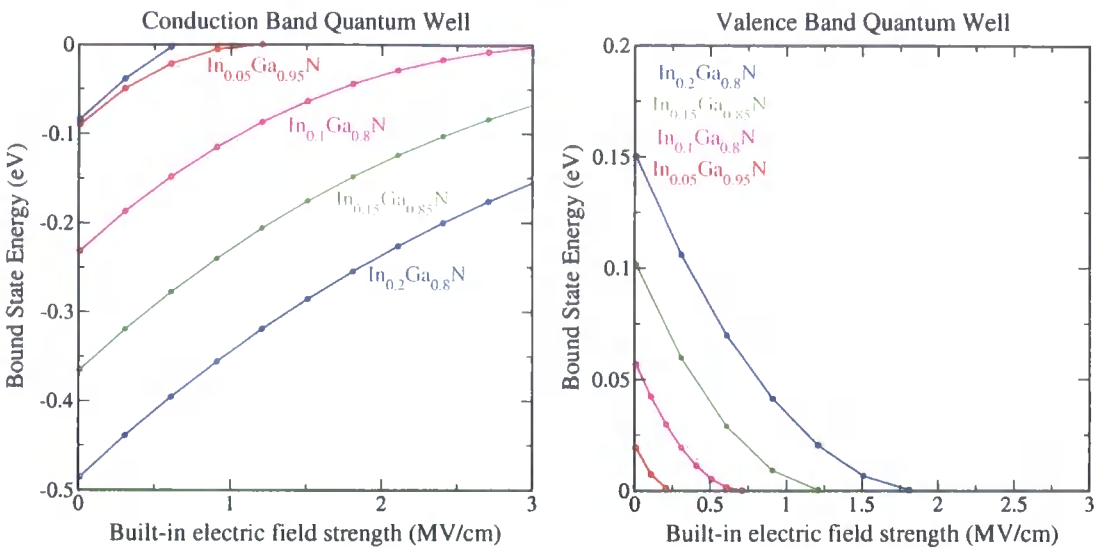 Conduction Band Quantum Well
Bound State Energy (eV)
0
-0.1
-0.2
-0.3
-0.4
-0.5
In0.05Ga0.95N
In0.1Ga0.8N
In0.15Ga0.85N
In0.2Ga0.8N
0
1
2
3
Built-in electric field strength (MV/cm)
Valence Band Quantum Well
Bound State Energy (eV)
0.2
0.15
0.1
0.05
0
In0.2Ga0.8N
In0.15Ga0.85N
In0.1Ga0.8N
In0.05Ga0.95N
0
0.5
1
1.5
2
2.5
3
Built-in electric field strength (MV/cm)